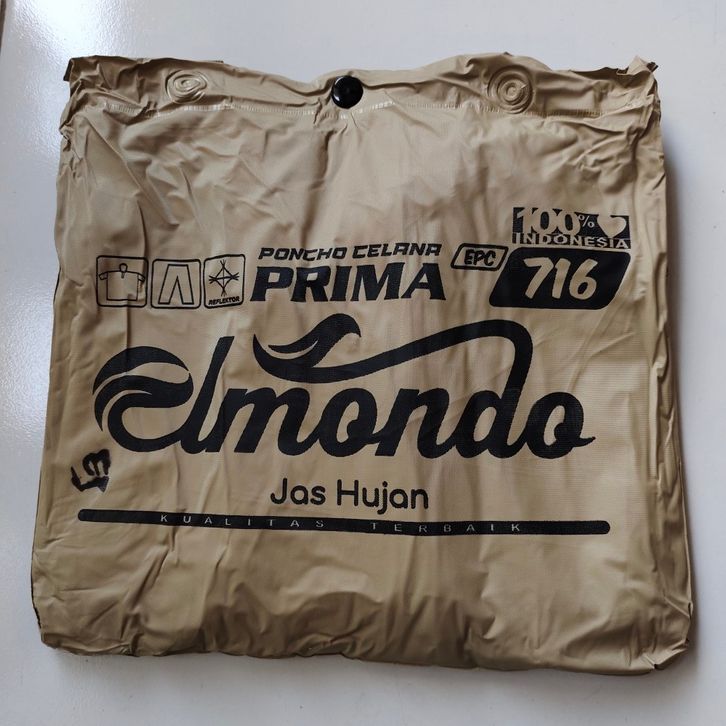 100% INDONESIA
PONCHO CELANA
PRIMA
EPC
716
REFLEKTOR
elmondo
Jas Hujan
KUALITAS TERBAIK